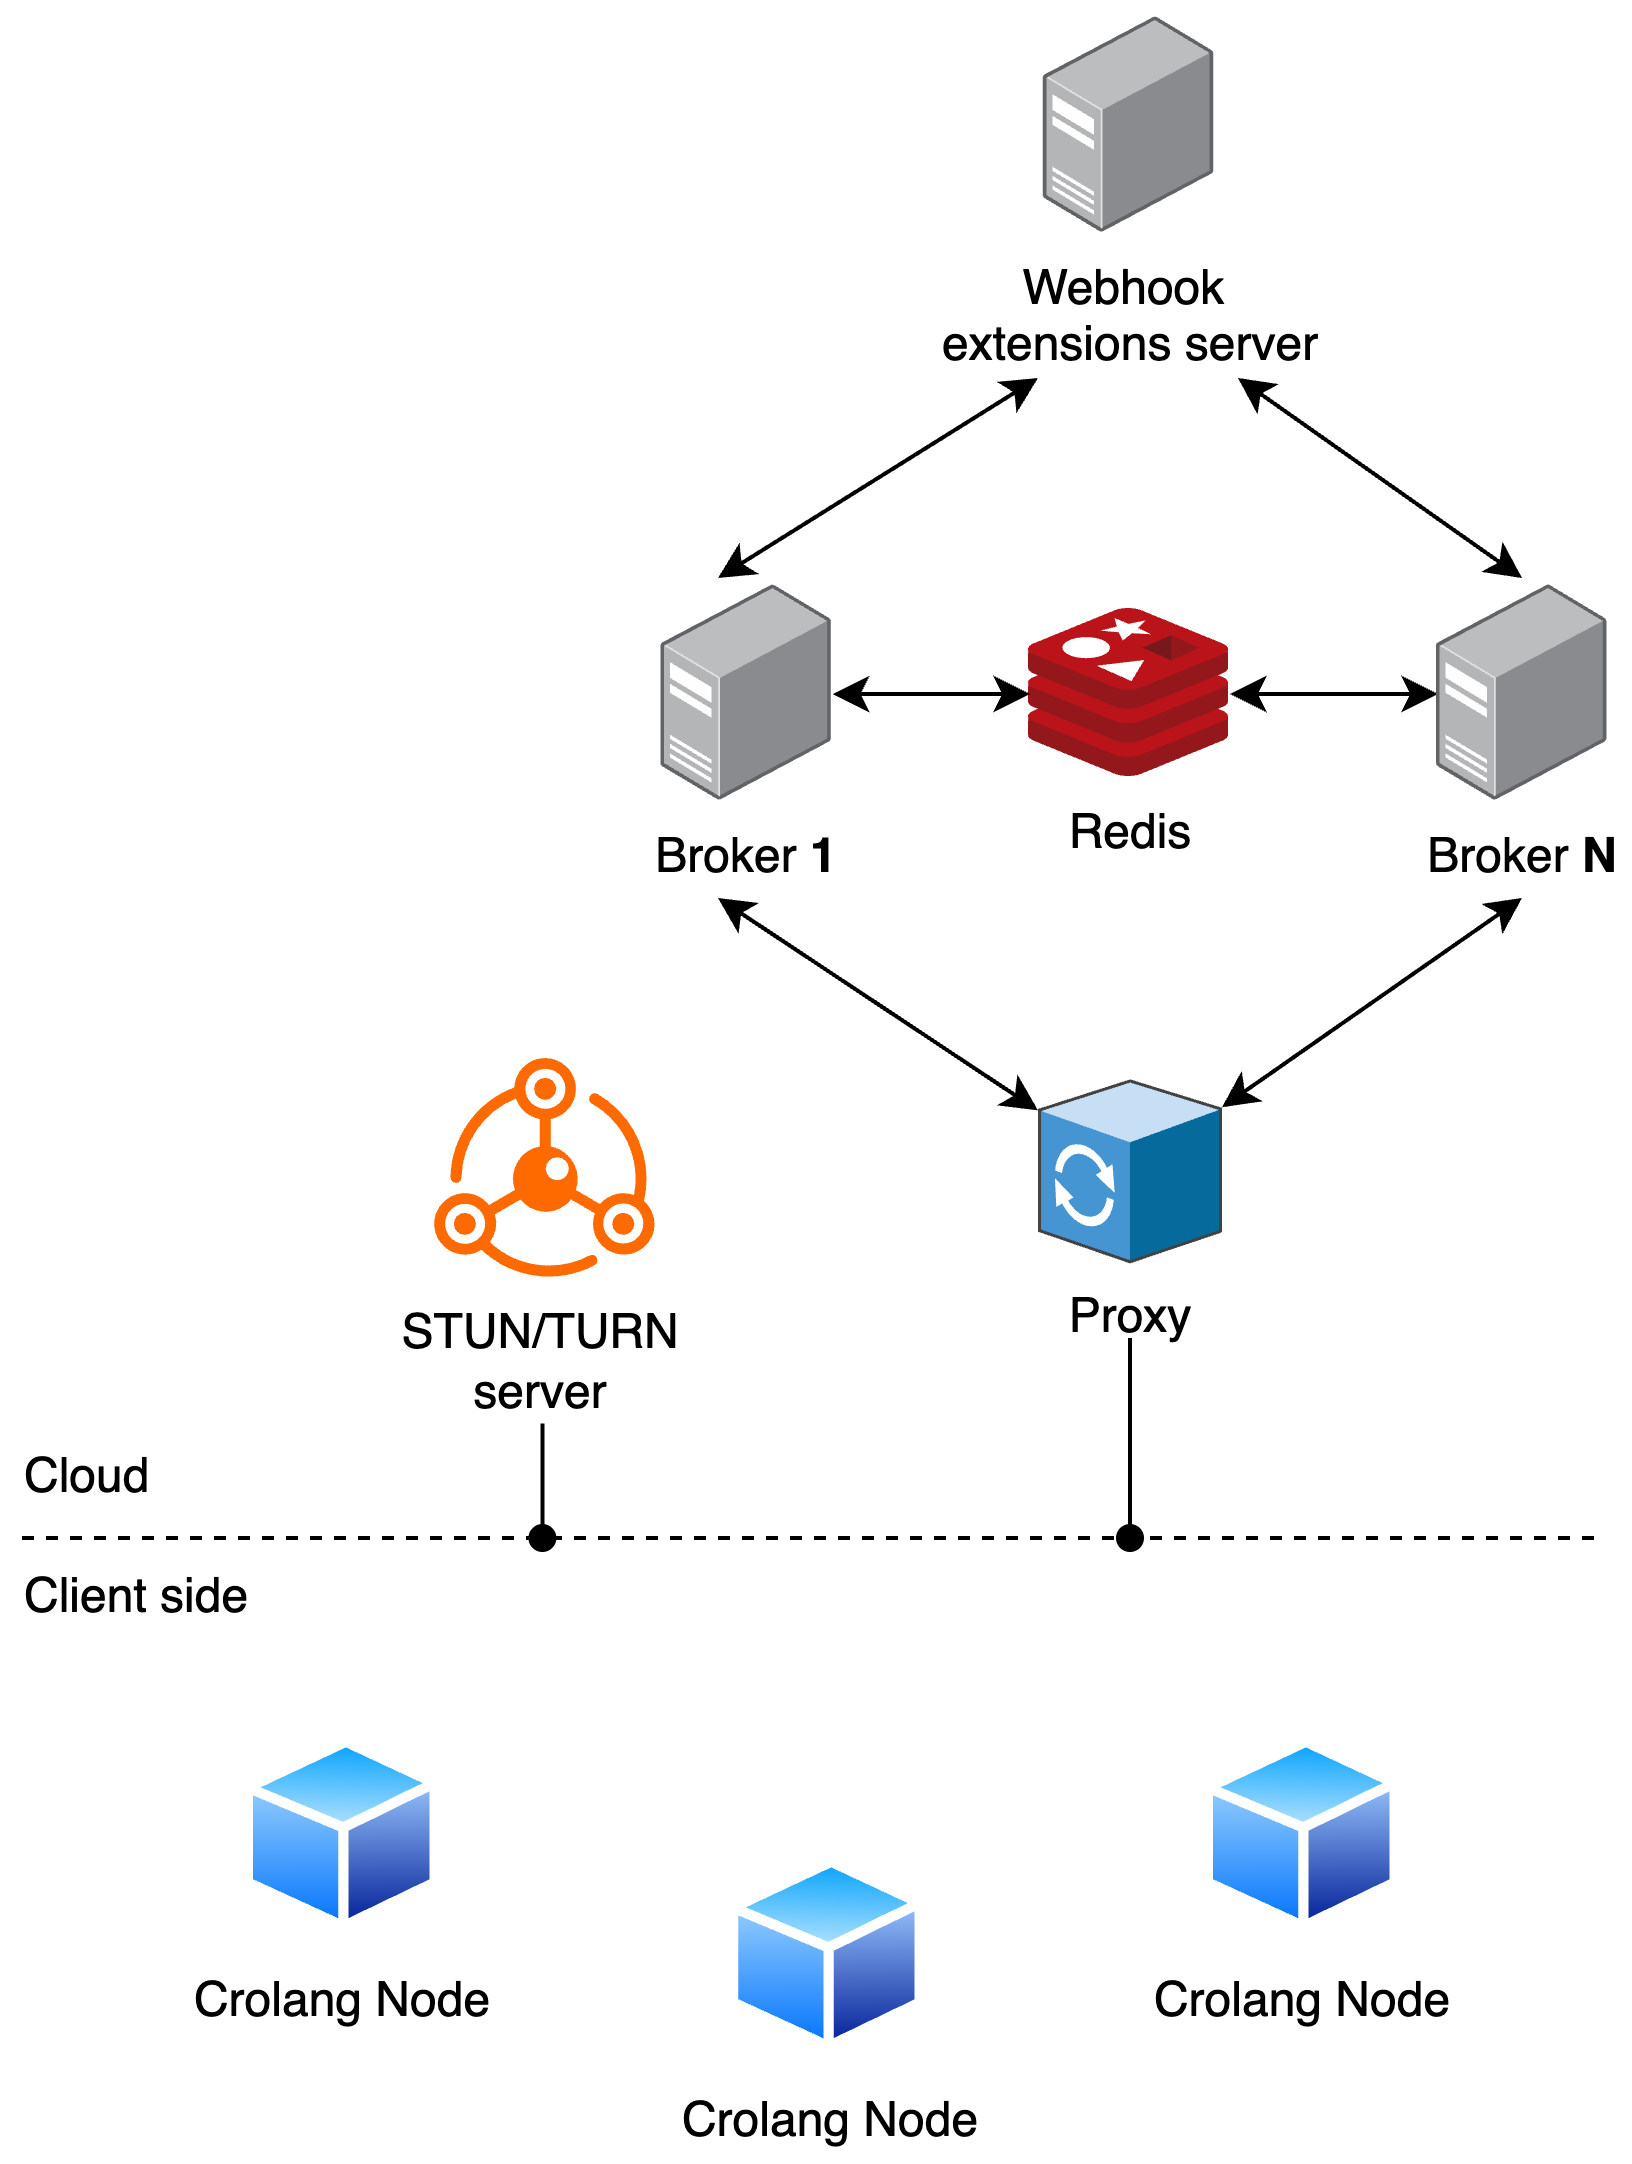 Webhook
extensions server
Broker 1
Redis
Broker N
STUN/TURN
server
Proxy
Cloud
Client side
Crolang Node
Crolang Node
Crolang Node